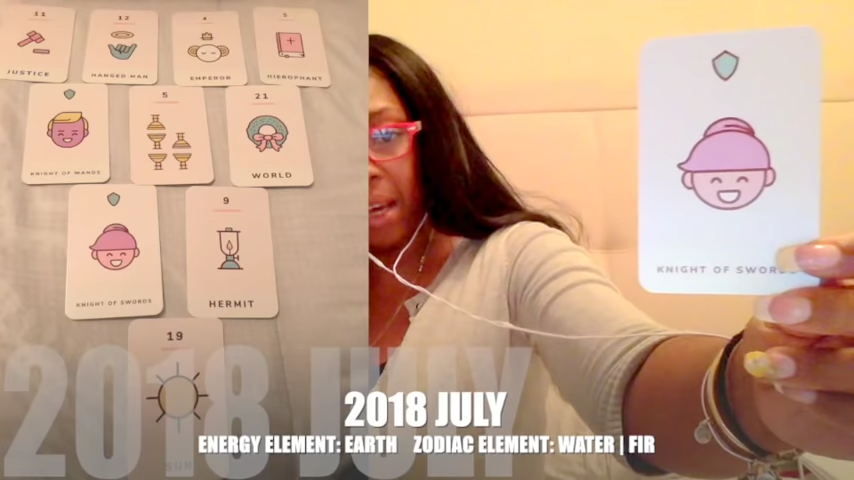 11
JUSTICE
12
HANGED MAN
4
EMPEROR
5
HIEROPHANT
KNIGHT OF WANDS
5
21
WORLD
KNIGHT OF SWORDS
9
HERMIT
19
SUN
KNIGHT OF SWORDS
2018 JULY
2018 JULY
ENERGY ELEMENT: EARTH ZODIAC ELEMENT: WATER | FIR